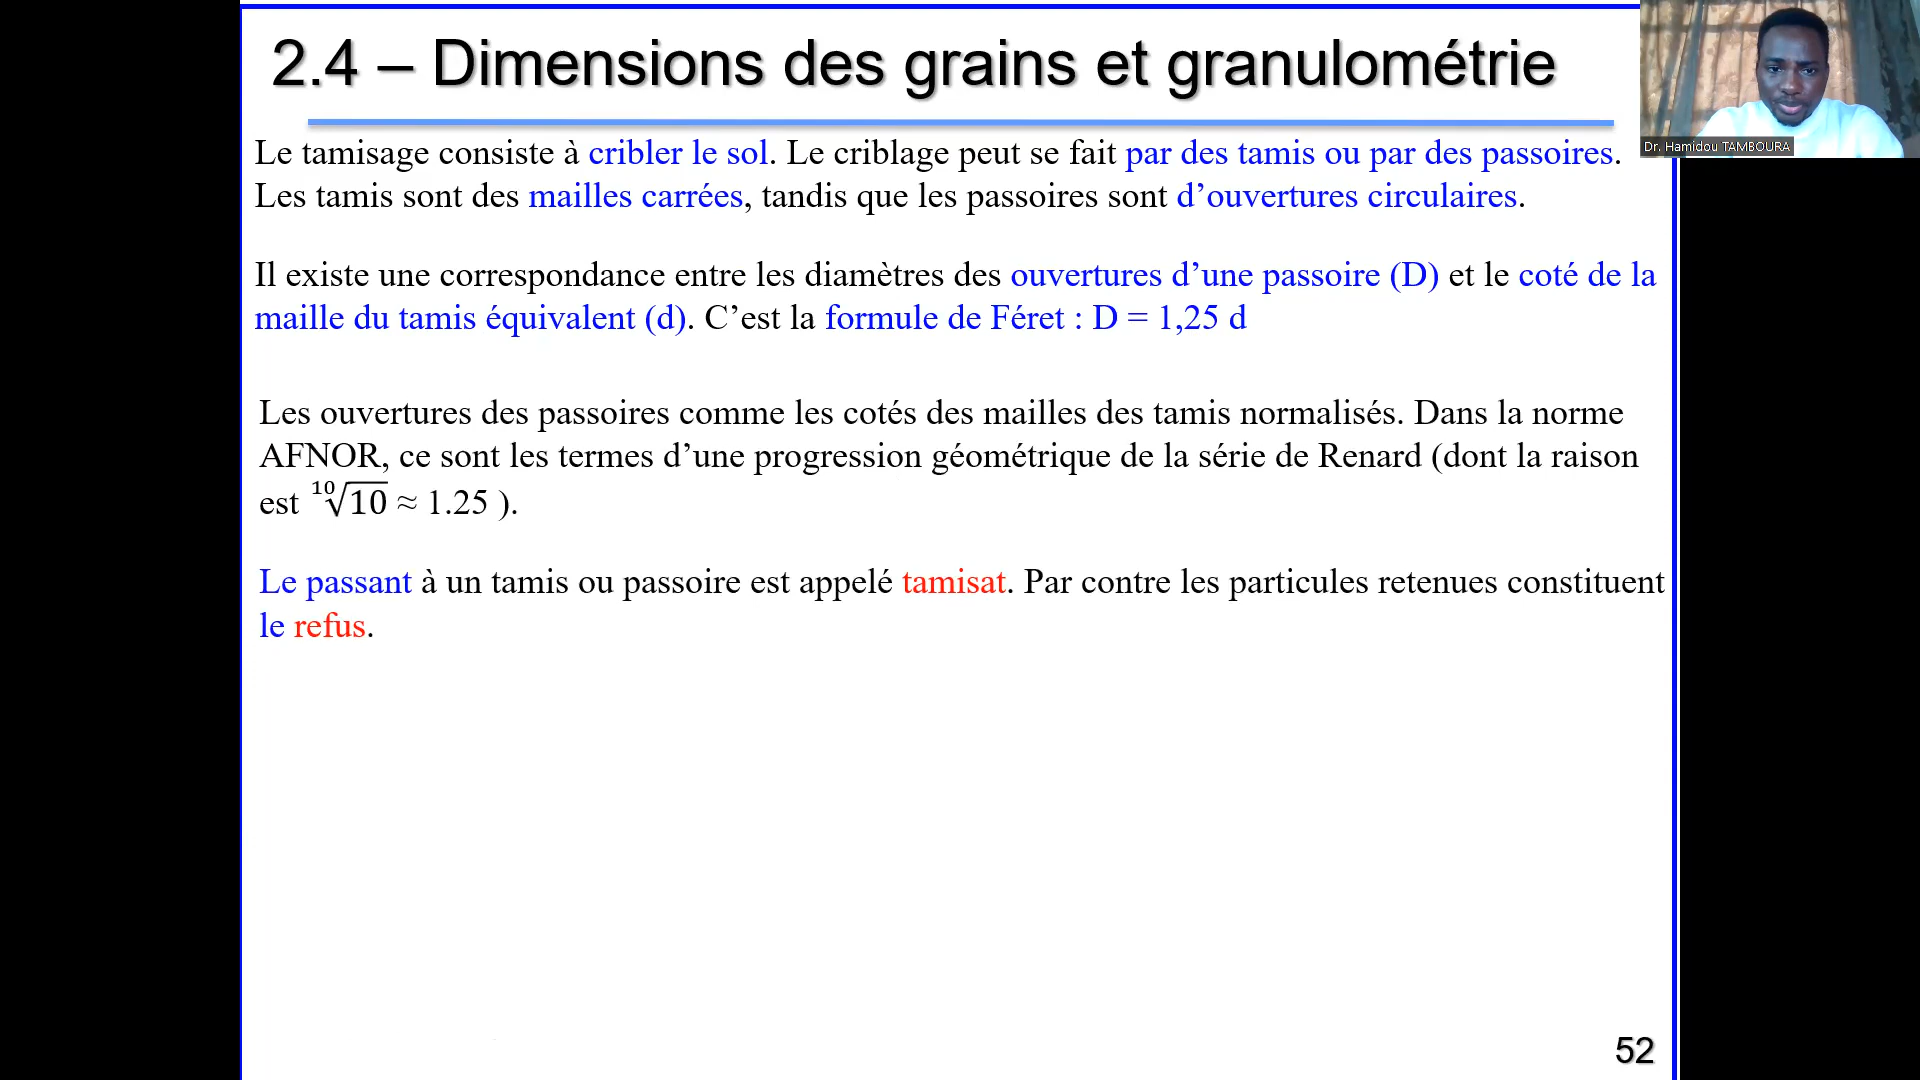 2.4 – Dimensions des grains et granulométrie
Dr. Hamidou TAMBOURA
Le tamisage consiste à cribler le sol. Le criblage peut se fait par des tamis ou par des passoires.
Les tamis sont des mailles carrées, tandis que les passoires sont d’ouvertures circulaires.
Il existe une correspondance entre les diamètres des ouvertures d’une passoire (D) et le coté de la
maille du tamis équivalent (d). C’est la formule de Féret : D = 1,25 d
Les ouvertures des passoires comme les cotés des mailles des tamis normalisés. Dans la norme
AFNOR, ce sont les termes d’une progression géométrique de la série de Renard (dont la raison
est ¹⁰√10 ≈ 1.25 ).
Le passant à un tamis ou passoire est appelé tamisat. Par contre les particules retenues constituent
le refus.
52